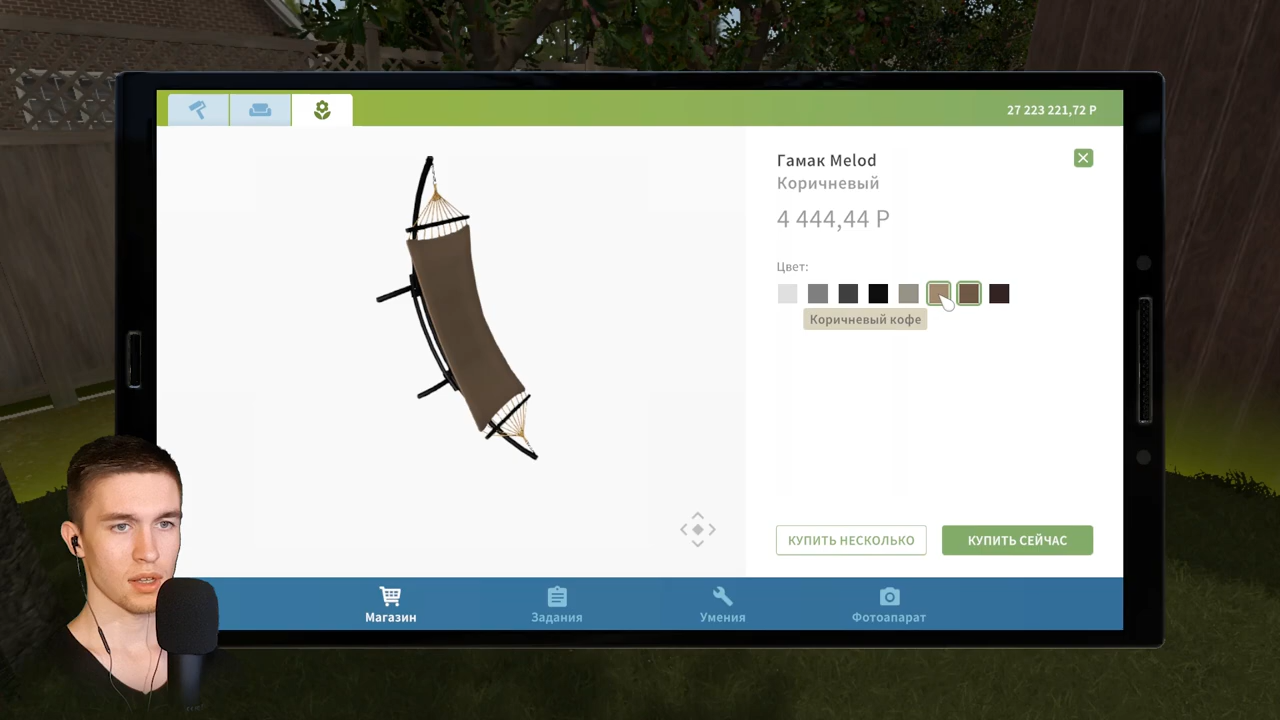 27 223 221,72 Р
Гамак Melod
Коричневый
4 444,44 Р
Цвет:
Коричневый кофе
КУПИТЬ НЕСКОЛЬКО
КУПИТЬ СЕЙЧАС
Магазин
Задания
Умения
Фотоаппарат